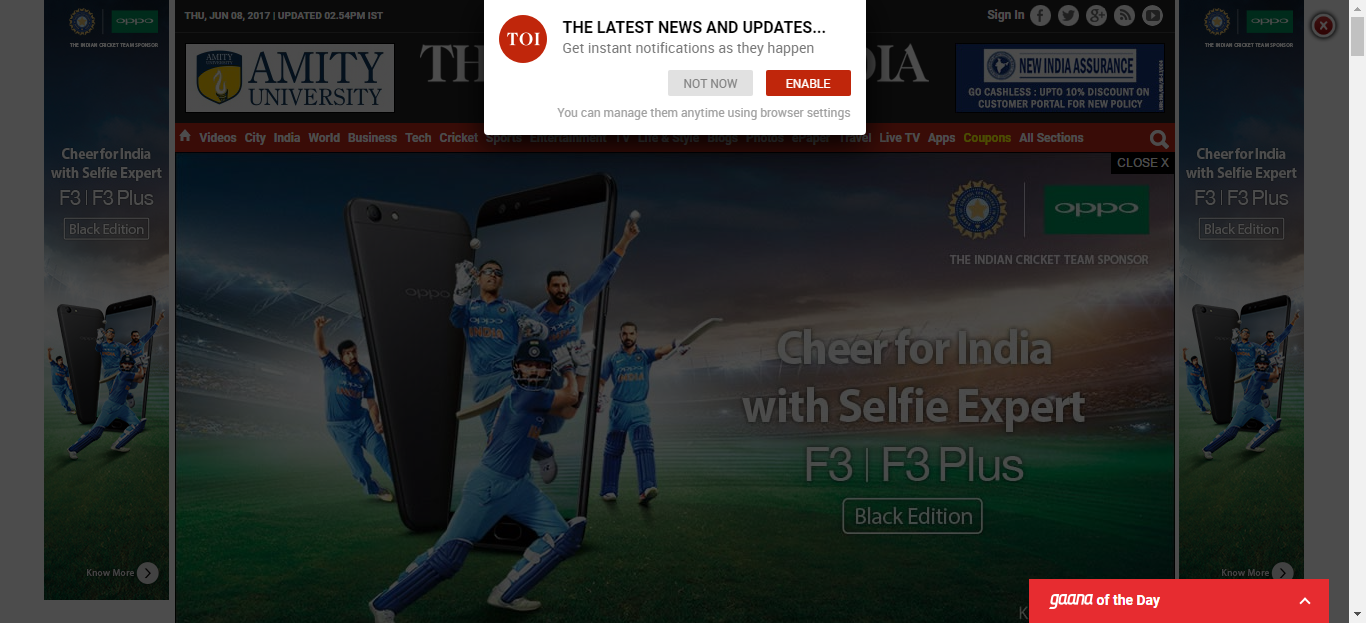 THU, JUN 08, 2017 | UPDATED 02.54PM IST
Sign In
THE LATEST NEWS AND UPDATES...
Get instant notifications as they happen
TOI
NOT NOW
ENABLE
You can manage them anytime using browser settings
oppo
THE INDIAN CRICKET TEAM SPONSOR
Cheer for India
with Selfie Expert
F3 | F3 Plus
Black Edition
Know More
AMITY
AMITY
UNIVERSITY
TH
DIA
NEW INDIA ASSURANCE
GO CASHLESS : UPTO 10% DISCOUNT ON
CUSTOMER PORTAL FOR NEW POLICY
Videos City India World Business Tech Cricket Sports Entertainment TV Life & Style Blogs Photos ePaper Travel Live TV Apps Coupons All Sections
CLOSE X
oppo
THE INDIAN CRICKET TEAM SPONSOR
oppo
oppo
INDIA
INDIA
Cheer for India
with Selfie Expert
F3 | F3 Plus
Black Edition
K
oppo
THE INDIAN CRICKET TEAM SPONSOR
Cheer for India
with Selfie Expert
F3 | F3 Plus
Black Edition
Know More
gaana of the Day